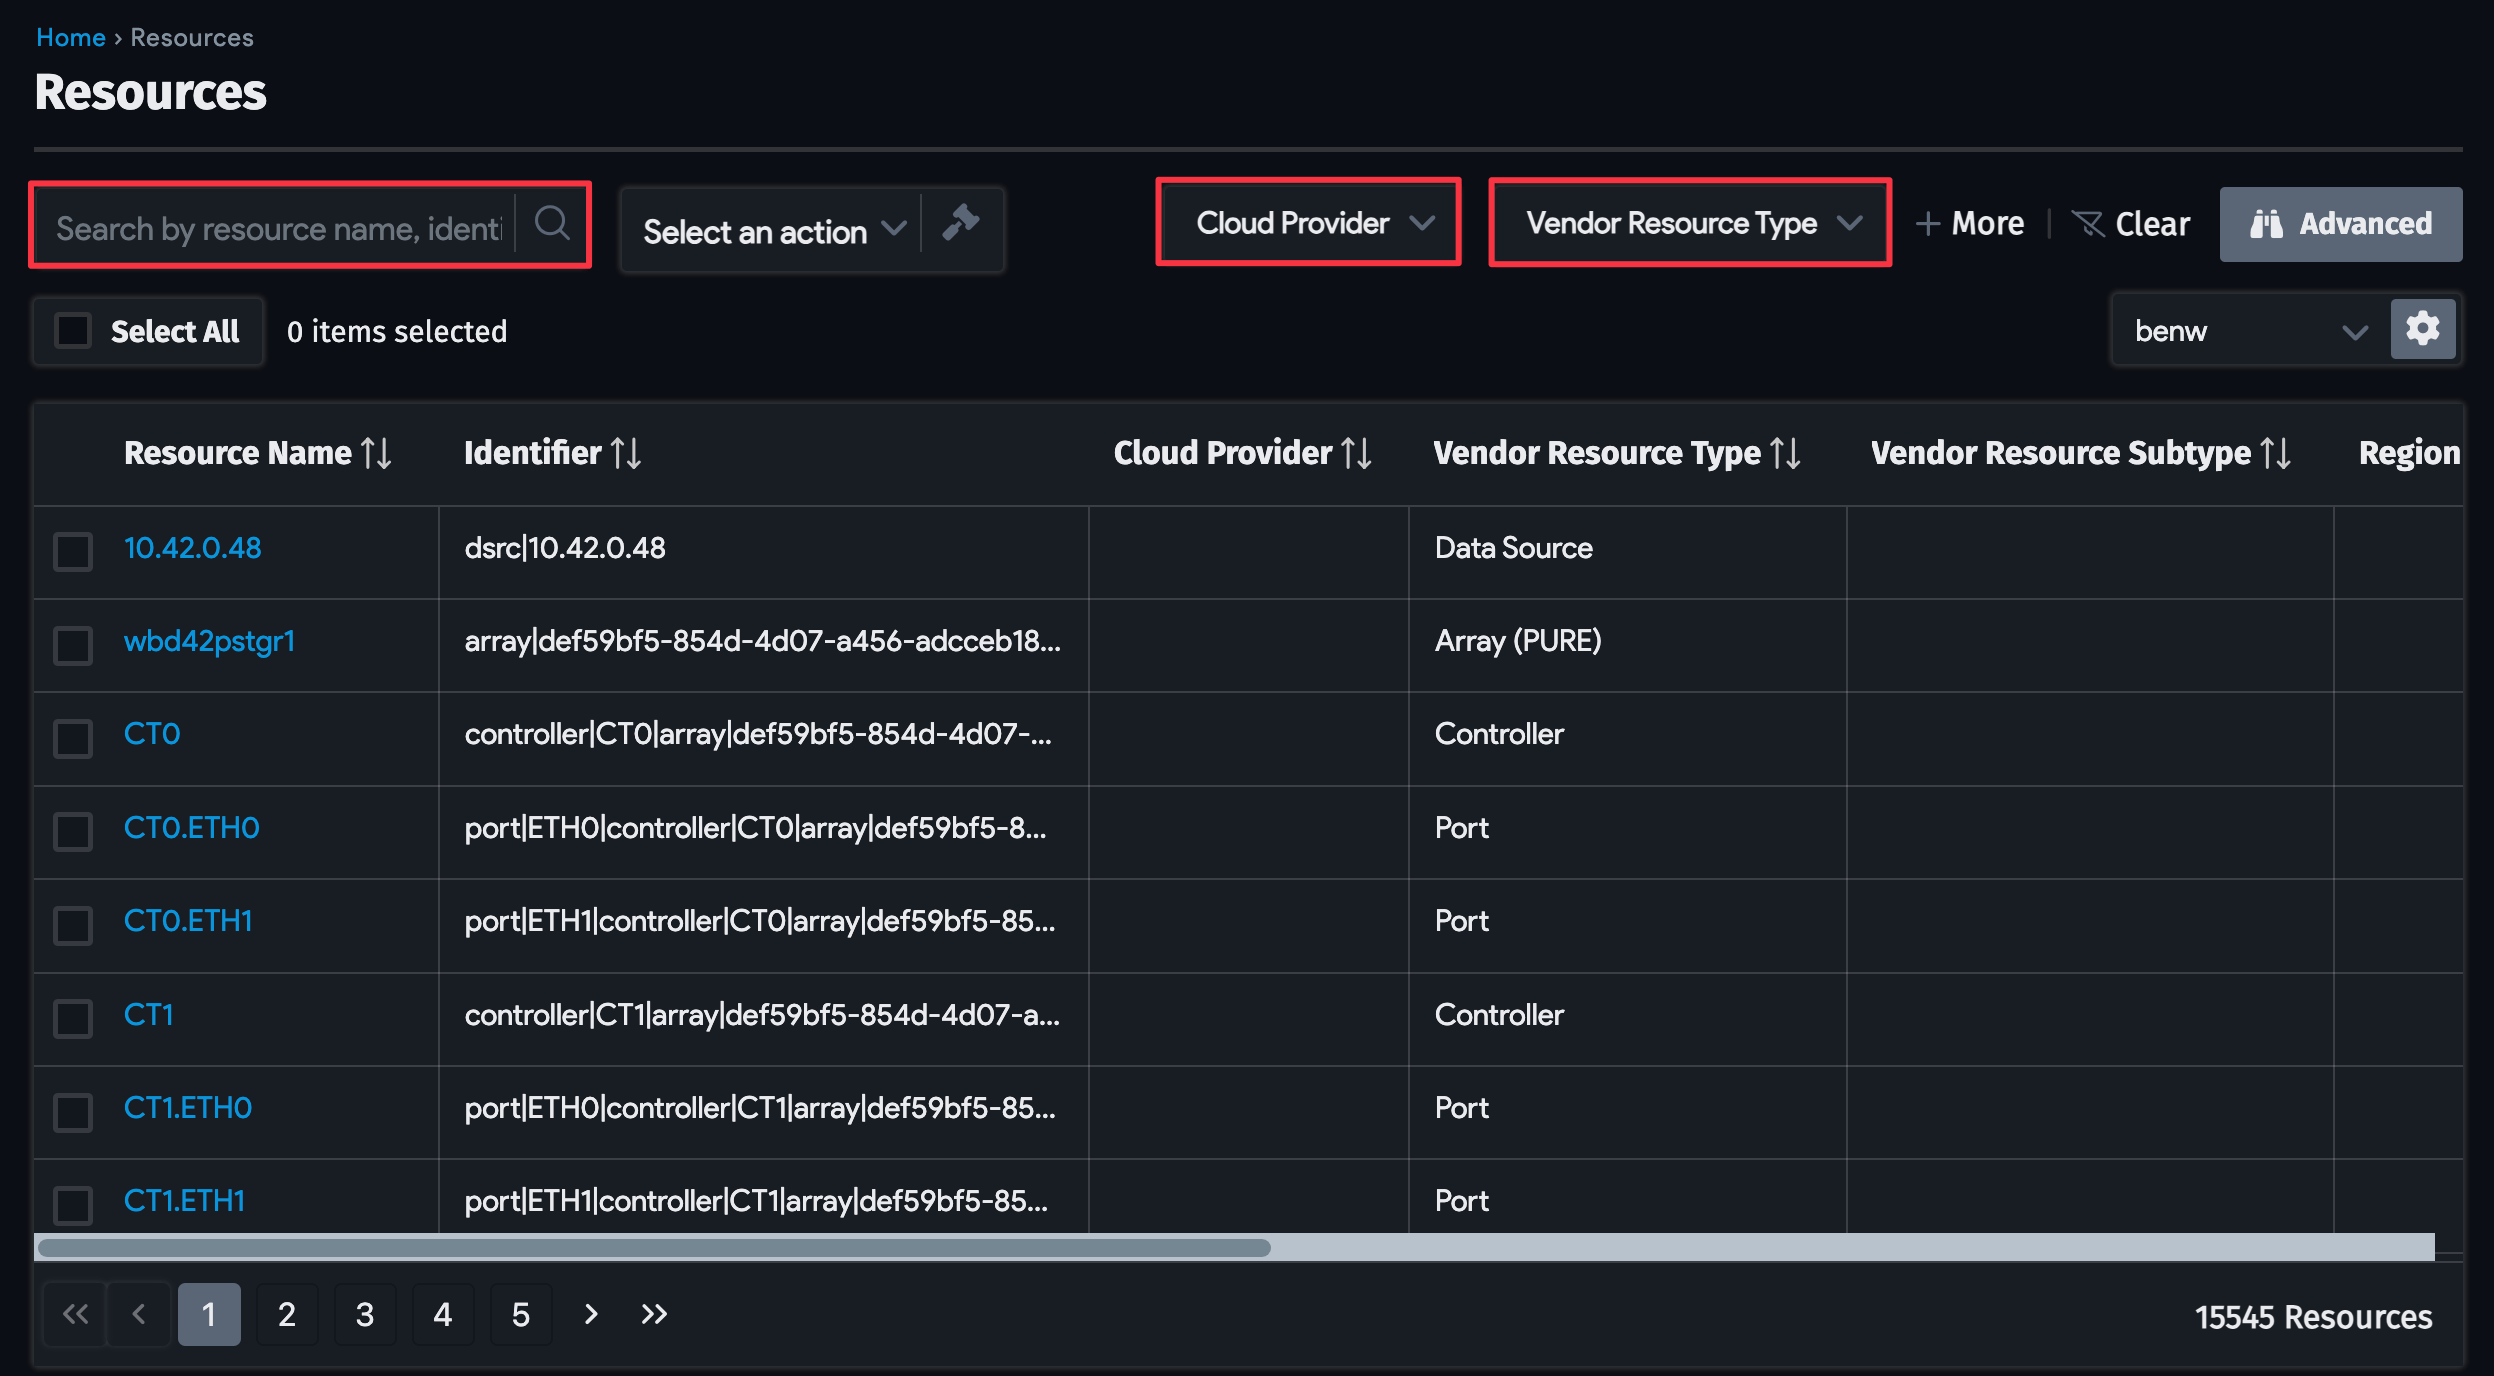 Home › Resources
Resources
Search by resource name, identi
Select an action
Cloud Provider
Vendor Resource Type
+ More
Clear
Advanced
Select All
0 items selected
benw
Resource Name Identifier Cloud Provider Vendor Resource Type Vendor Resource Subtype Region
10.42.0.48 dsrc|10.42.0.48 Data Source
wbd42pstgr1 array|def59bf5-854d-4d07-a456-adcceb18... Array (PURE)
CT0 controller|CT0|array|def59bf5-854d-4d07-... Controller
CT0.ETH0 port|ETH0|controller|CT0|array|def59bf5-8... Port
CT0.ETH1 port|ETH1|controller|CT0|array|def59bf5-85... Port
CT1 controller|CT1|array|def59bf5-854d-4d07-a... Controller
CT1.ETH0 port|ETH0|controller|CT1|array|def59bf5-85... Port
CT1.ETH1 port|ETH1|controller|CT1|array|def59bf5-85... Port
1 2 3 4 5
15545 Resources